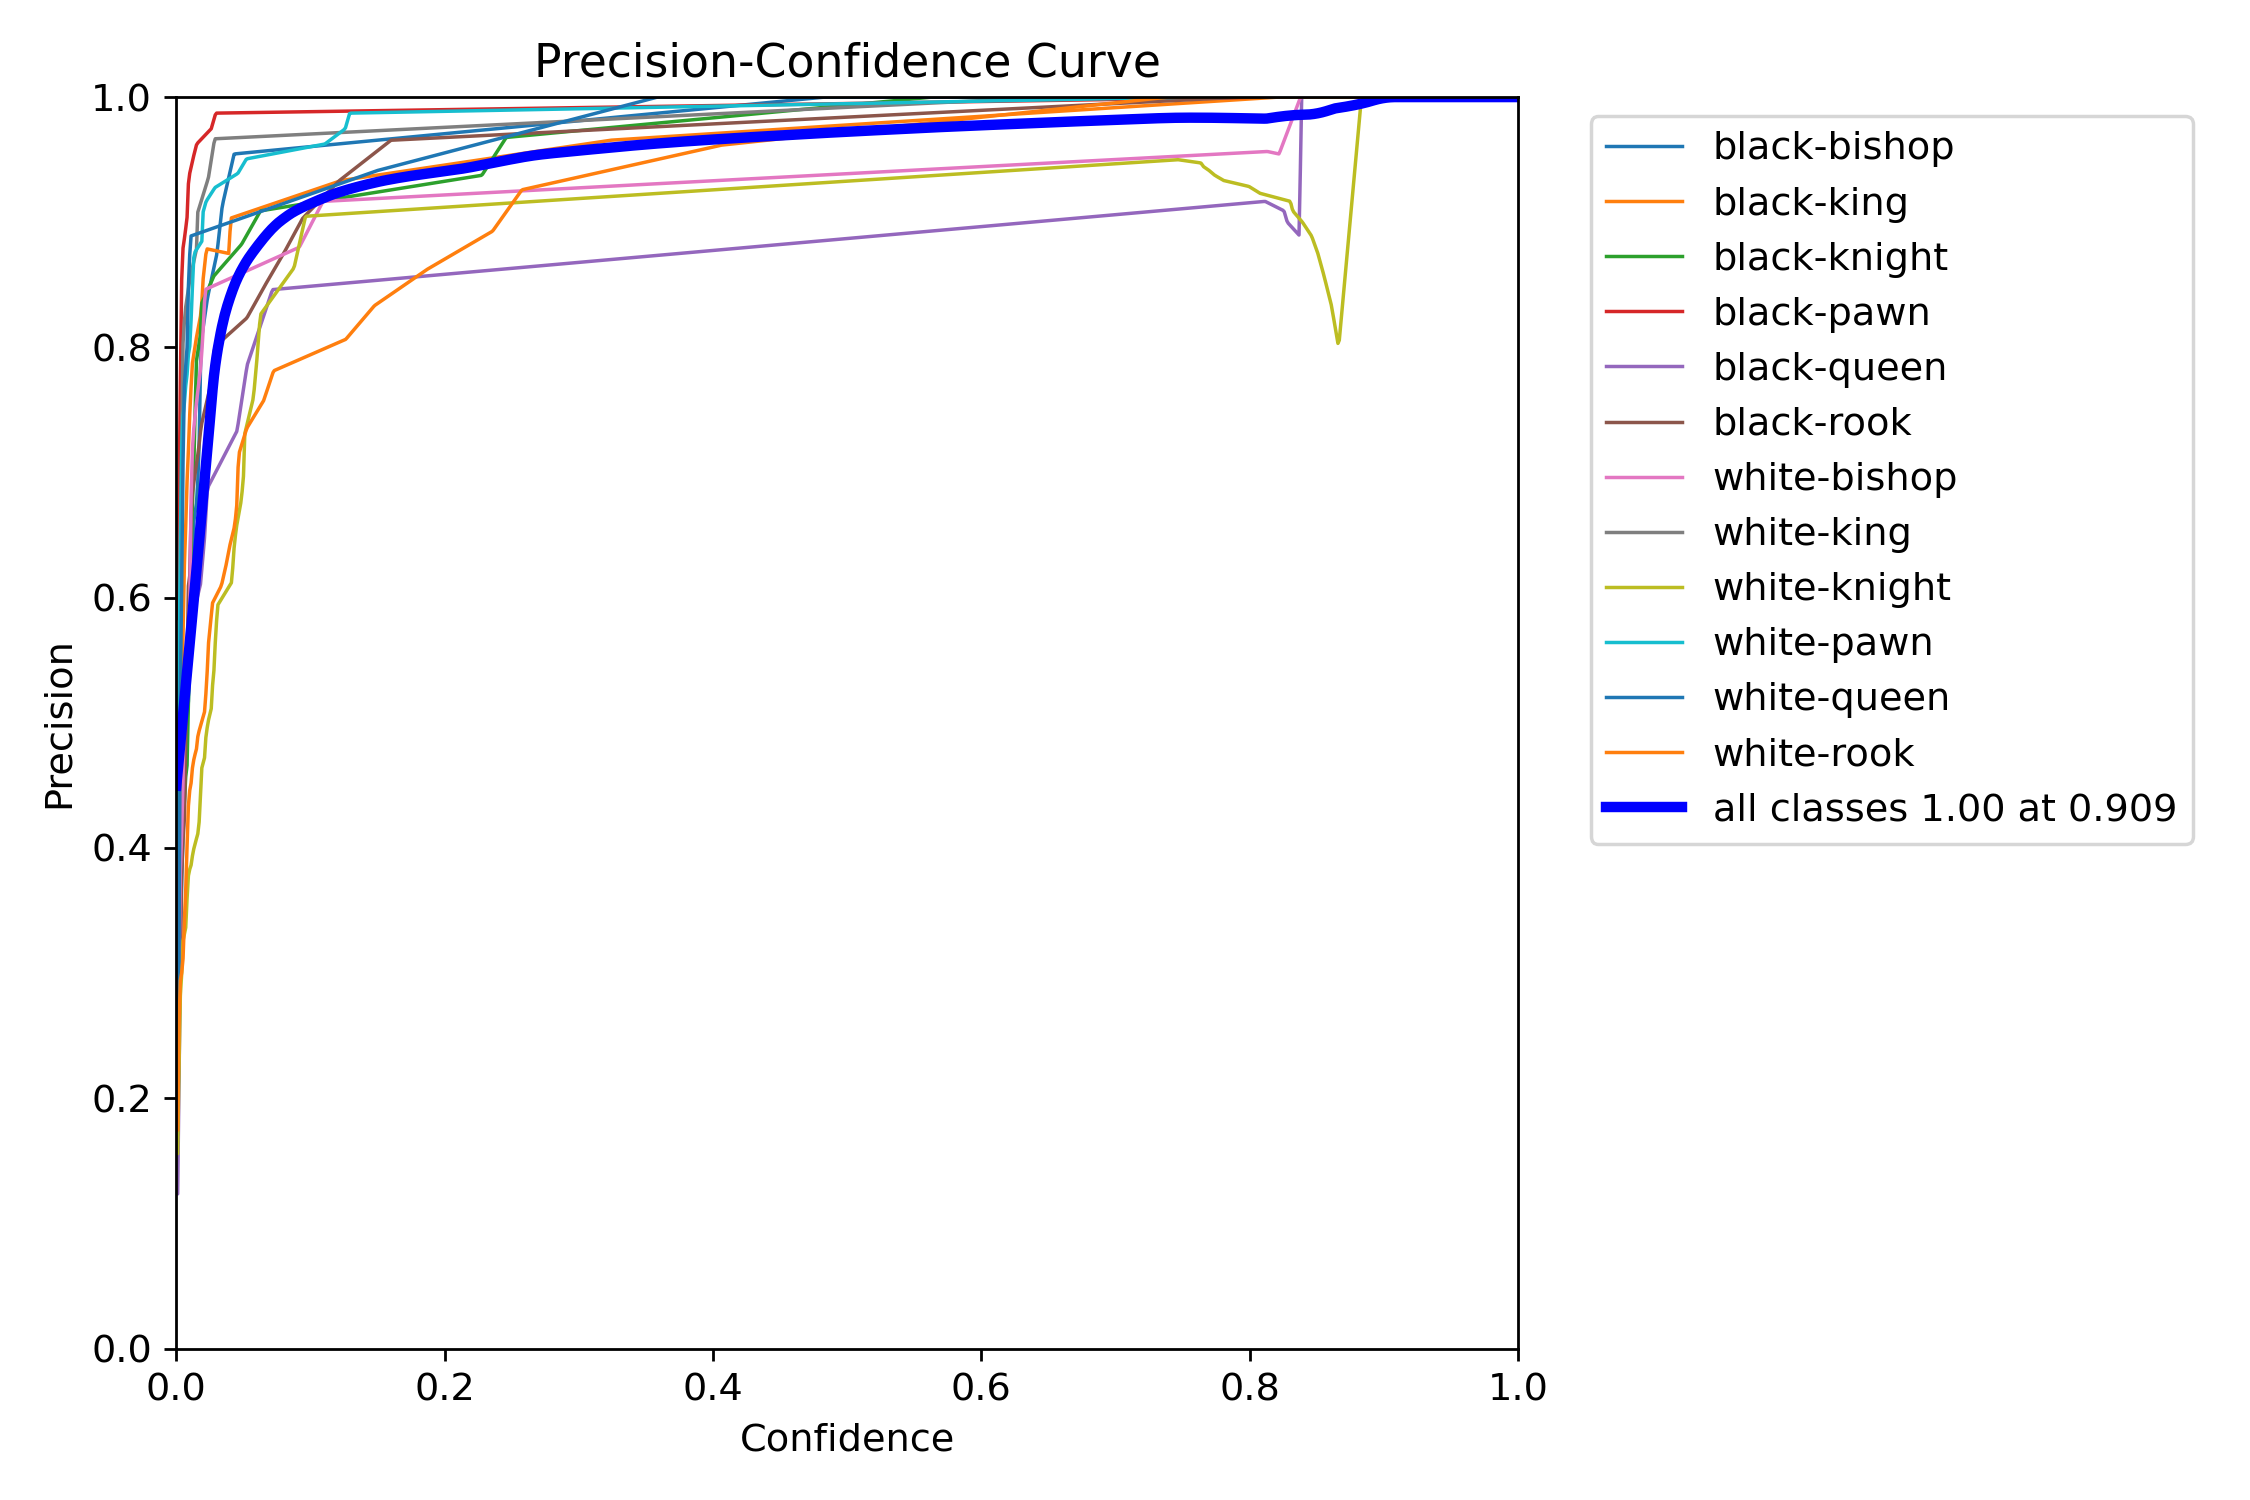 Precision-Confidence Curve
1.0
0.8
0.6
0.4
0.2
0.0
Precision
0.0 0.2 0.4 0.6 0.8 1.0
Confidence
black-bishop
black-king
black-knight
black-pawn
black-queen
black-rook
white-bishop
white-king
white-knight
white-pawn
white-queen
white-rook
all classes 1.00 at 0.909